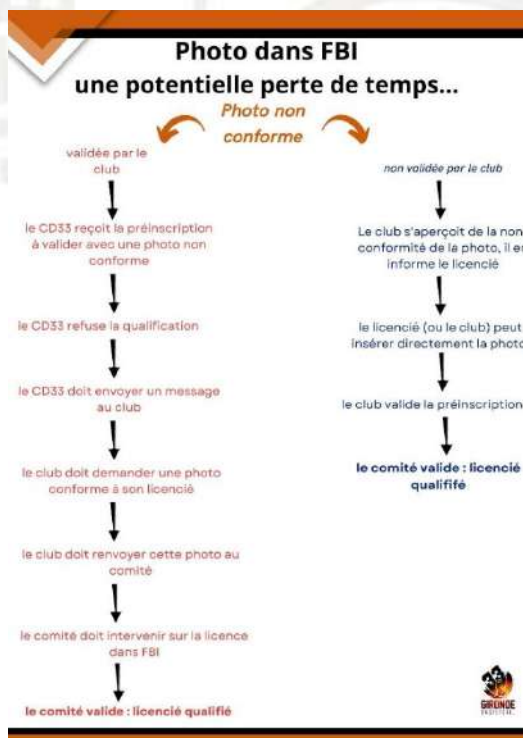 Photo dans FBI
une potentielle perte de temps...
Photo non
conforme
validée par le
club
le CD33 reçoit la préinscription
à valider avec une photo non
conforme
le CD33 refuse la qualification
le CD33 doit envoyer un message
au club
le club doit demander une photo
conforme à son licencié
le club doit renvoyer cette photo au
comité
le comité doit intervenir sur la licence
dans FBI
le comité valide : licencié qualifié
non validée par le club
Le club s'aperçoit de la non
conformité de la photo, il en
informe le licencié
le licencié (ou le club) peut
insérer directement la photo
le club valide la préinscription
le comité valide : licencié
qualififé
GIRONDE